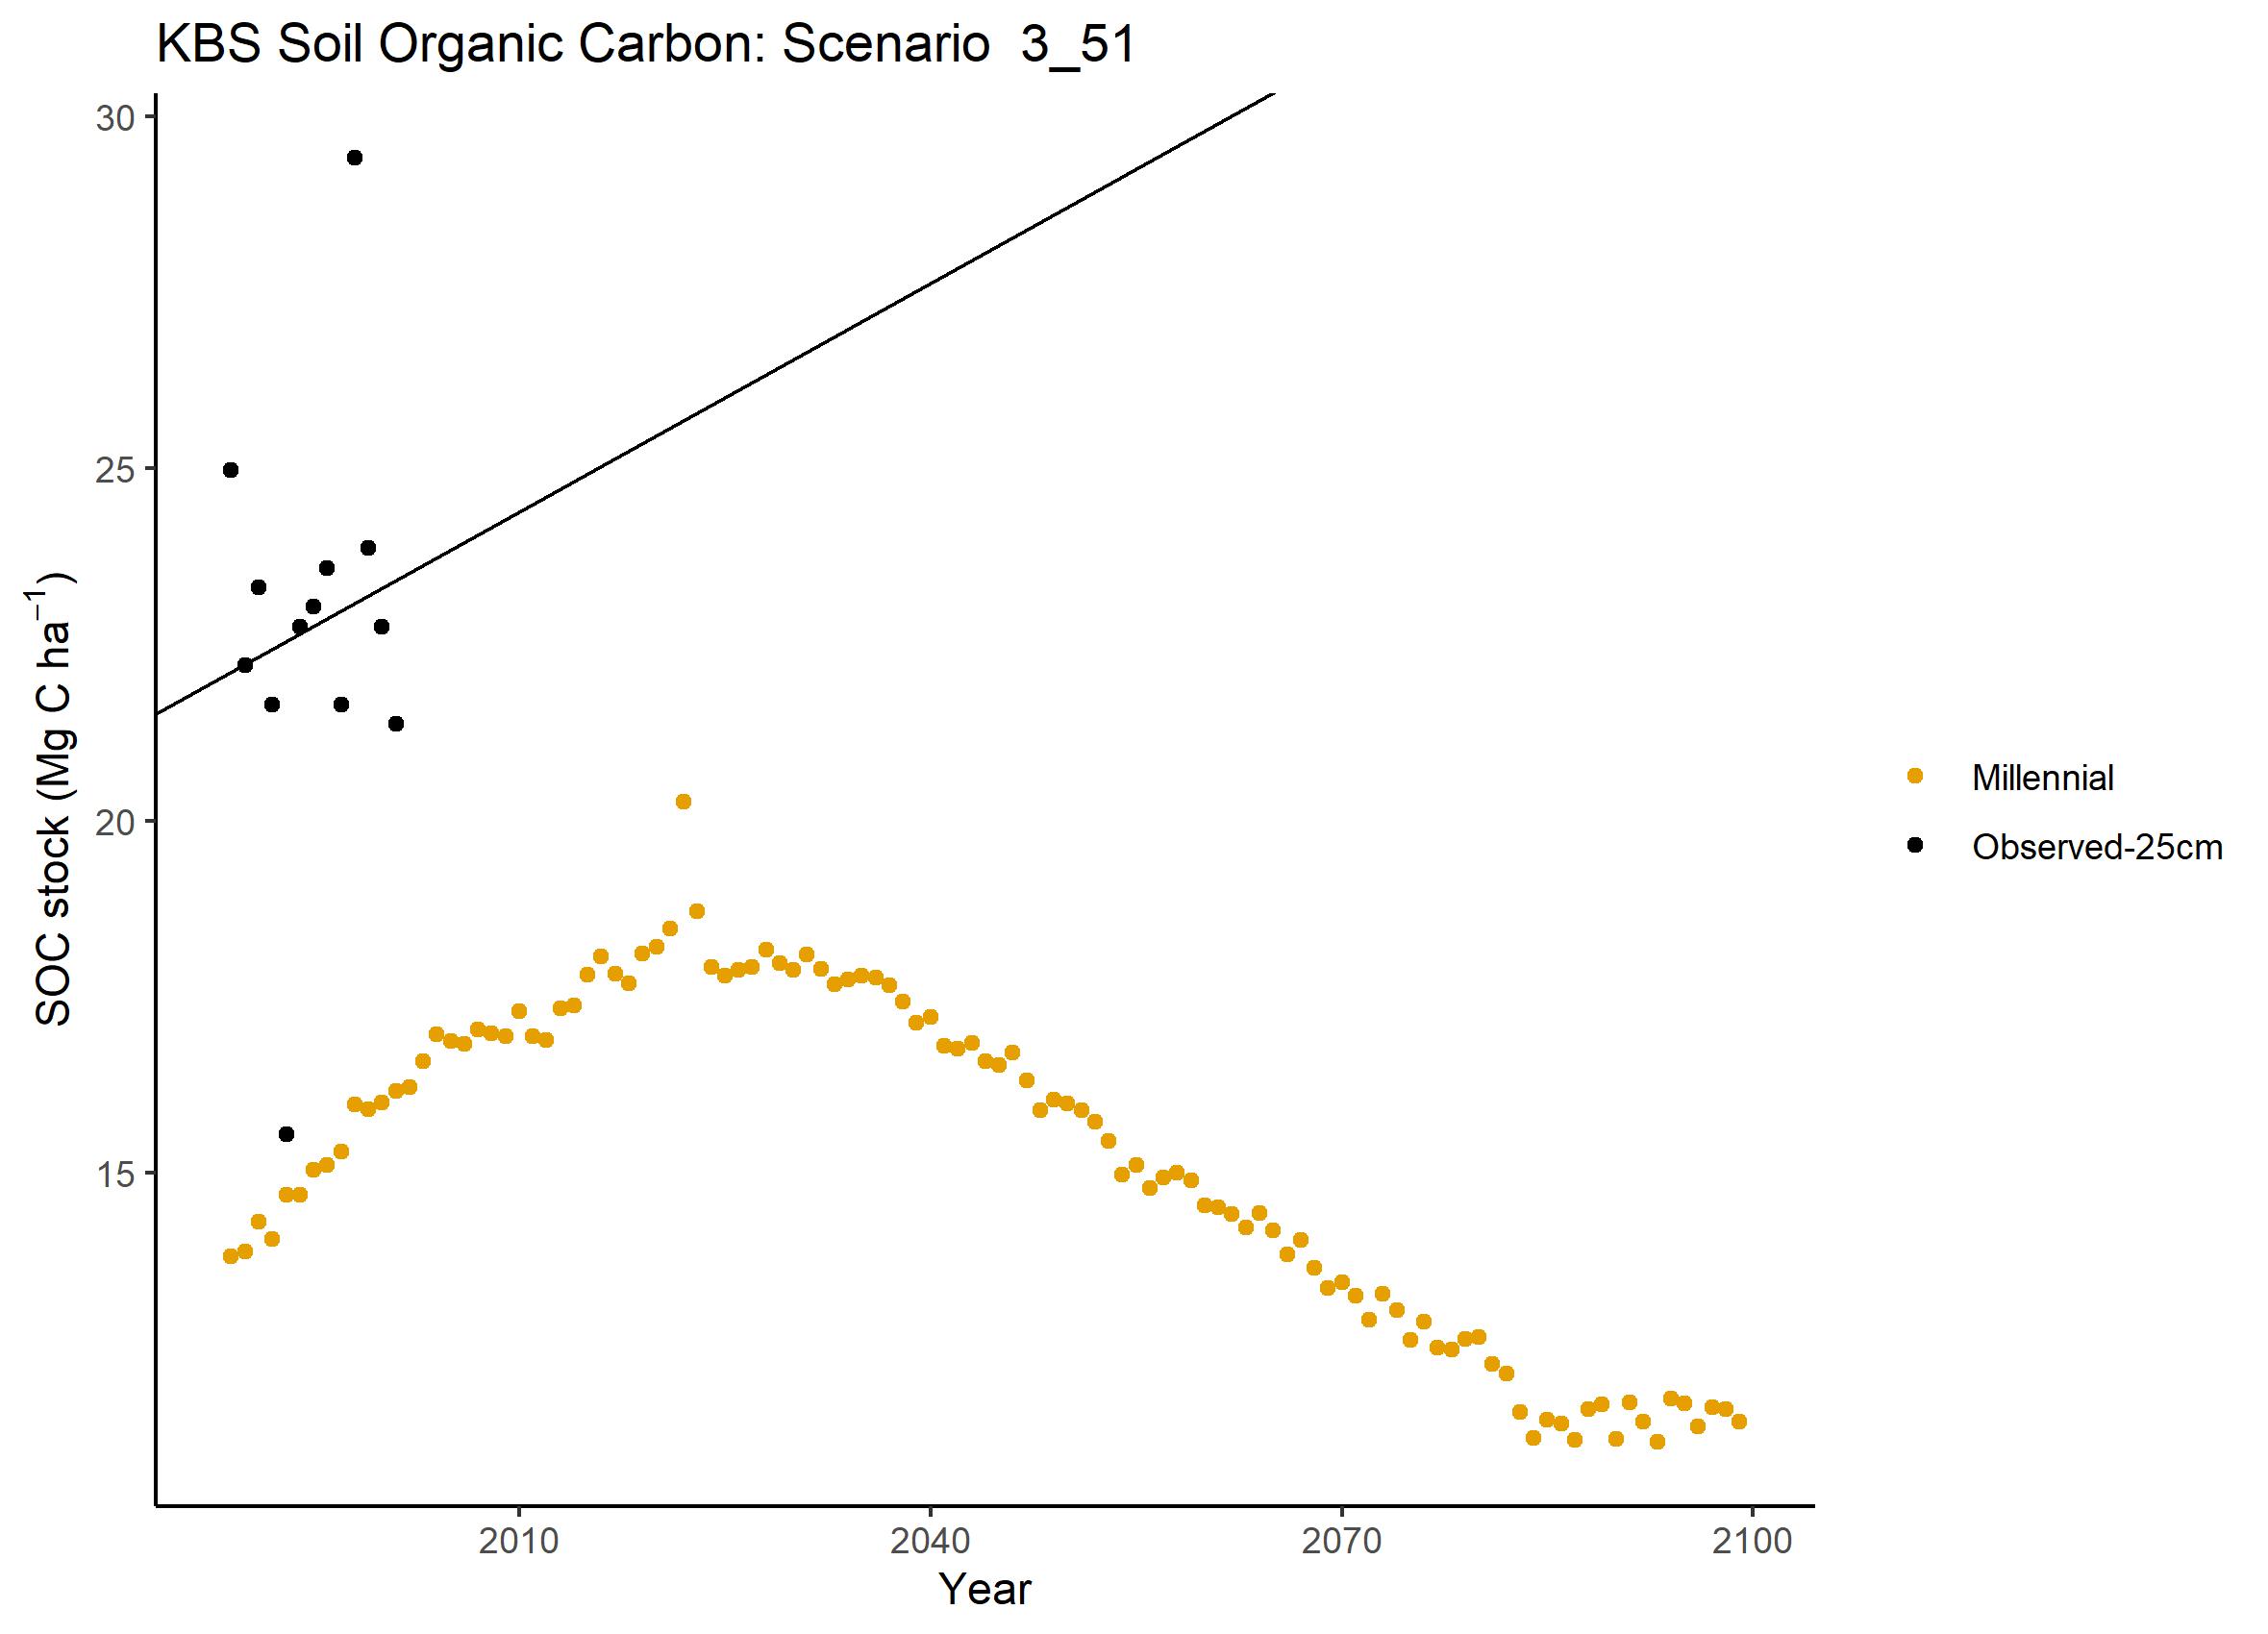 KBS Soil Organic Carbon: Scenario  3_51
SOC stock (Mg C ha⁻¹)
30
25
20
15
2010
2040
2070
2100
Year
Millennial
Observed-25cm